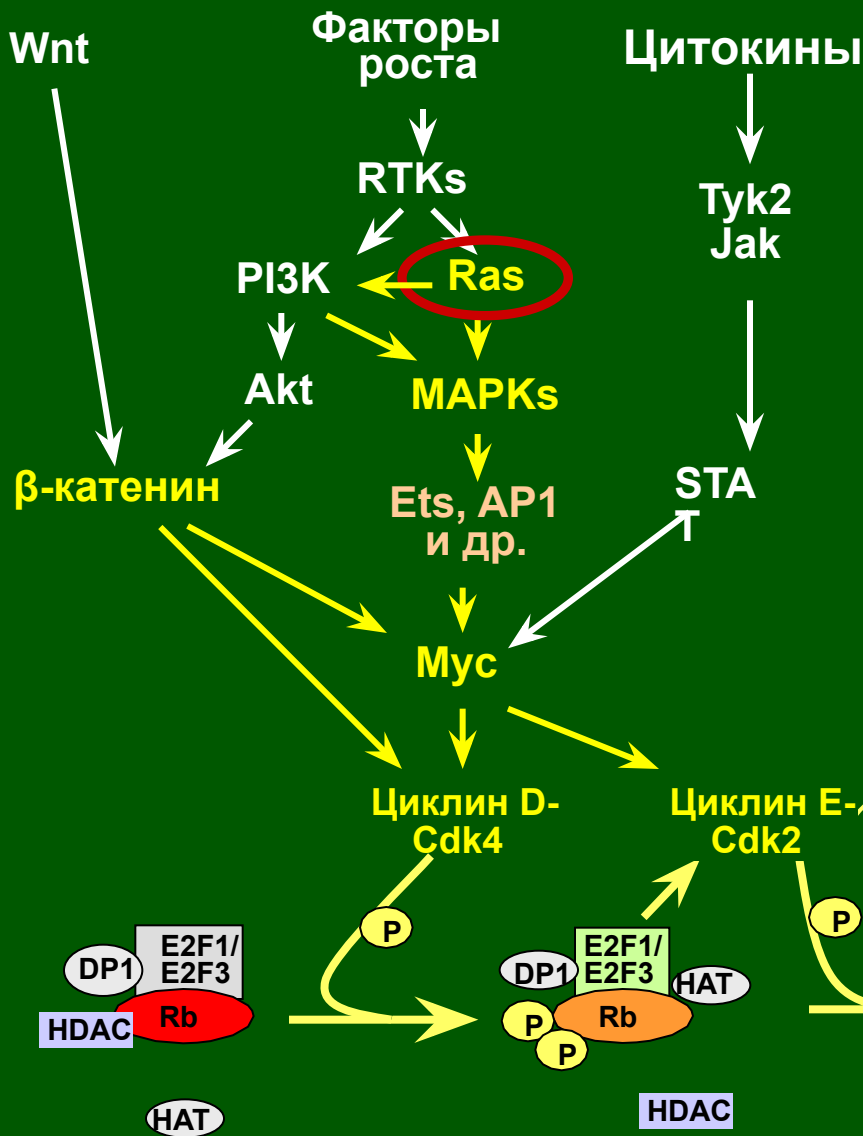 Wnt
Факторы
роста
Цитокины
RTKs
Tyk2
Jak
PI3K
Ras
Akt
MAPKs
β-катенин
Ets, AP1
и др.
STA
T
Myc
Циклин D-
Cdk4
Циклин E-
Cdk2
P
P
DP1
E2F1/
E2F3
HDAC
Rb
HAT
DP1
E2F1/
E2F3
HAT
P
P
Rb
HDAC